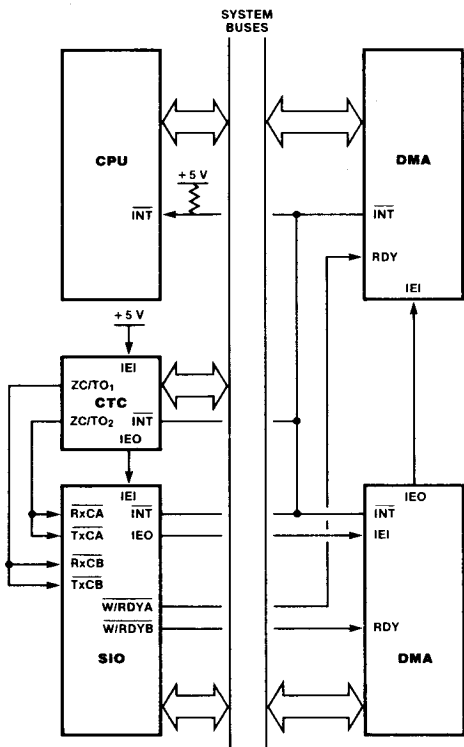 SYSTEM
BUSES
CPU
+5 V
INT
DMA
INT
RDY
IEI
+5 V
IEI
ZC/TO1
CTC
ZC/TO2
INT
IEO
IEI
RxCA
INT
TxCA
IEO
RxCB
TxCB
W/RDYA
W/RDYB
SIO
IEO
INT
IEI
RDY
DMA